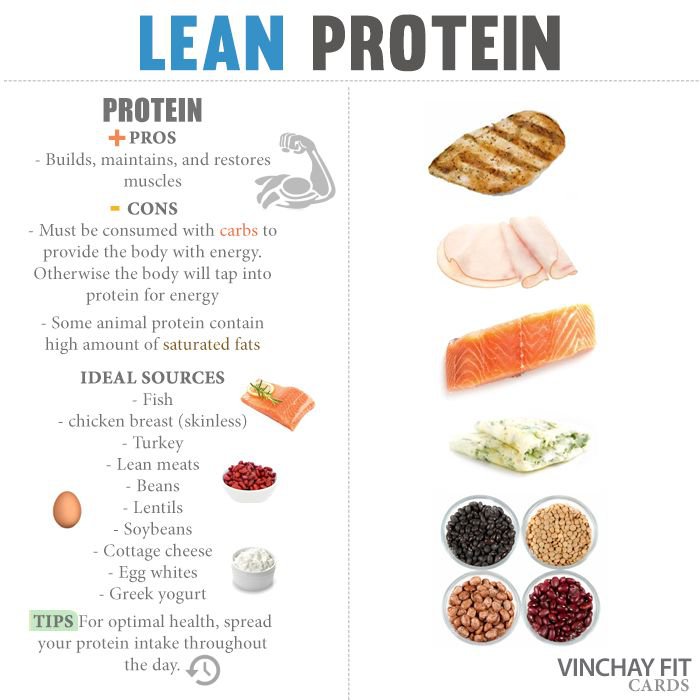 LEAN PROTEIN
PROTEIN
+ PROS
- Builds, maintains, and restores
muscles
- CONS
- Must be consumed with carbs to
provide the body with energy.
Otherwise the body will tap into
protein for energy
- Some animal protein contain
high amount of saturated fats
IDEAL SOURCES
- Fish
- chicken breast (skinless)
- Turkey
- Lean meats
- Beans
- Lentils
- Soybeans
- Cottage cheese
- Egg whites
- Greek yogurt
TIPS For optimal health, spread
your protein intake throughout
the day.
VINCHAY FIT
CARDS